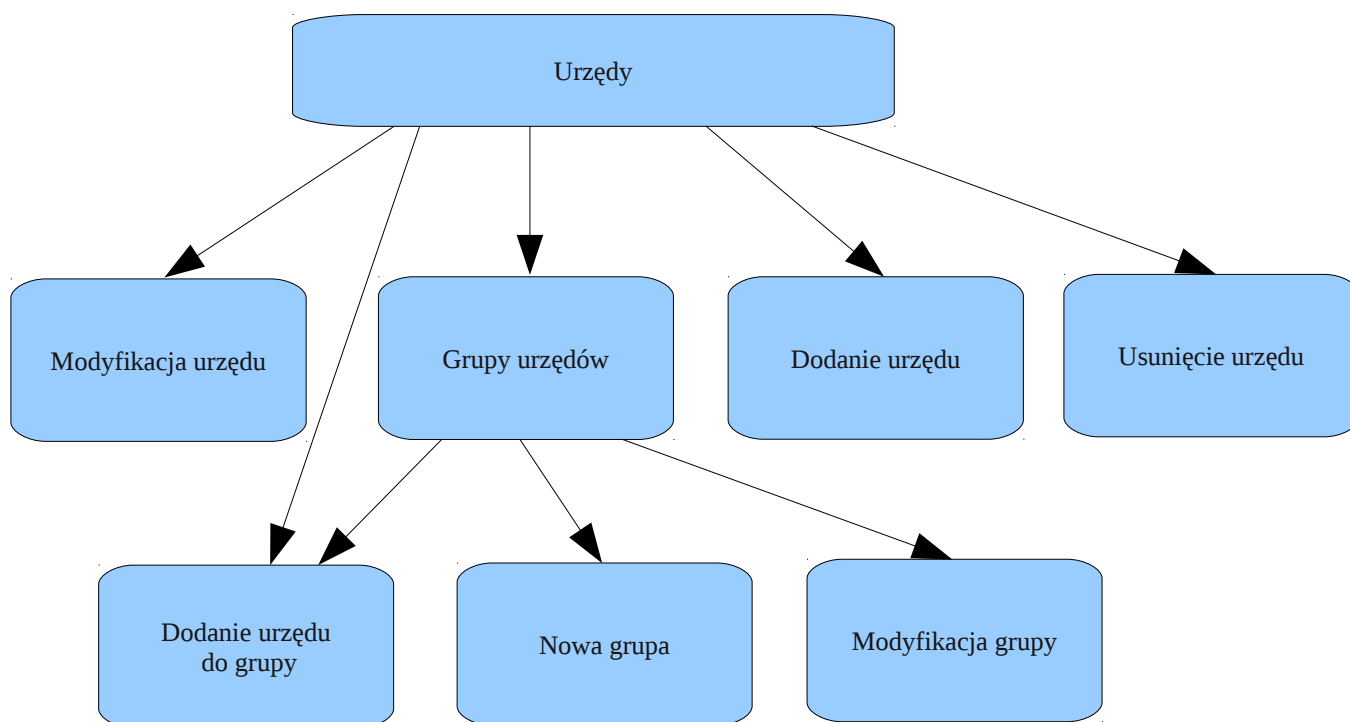 Urzędy
Modyfikacja urzędu
Grupy urzędów
Dodanie urzędu
Usunięcie urzędu
Dodanie urzędu
do grupy
Nowa grupa
Modyfikacja grupy